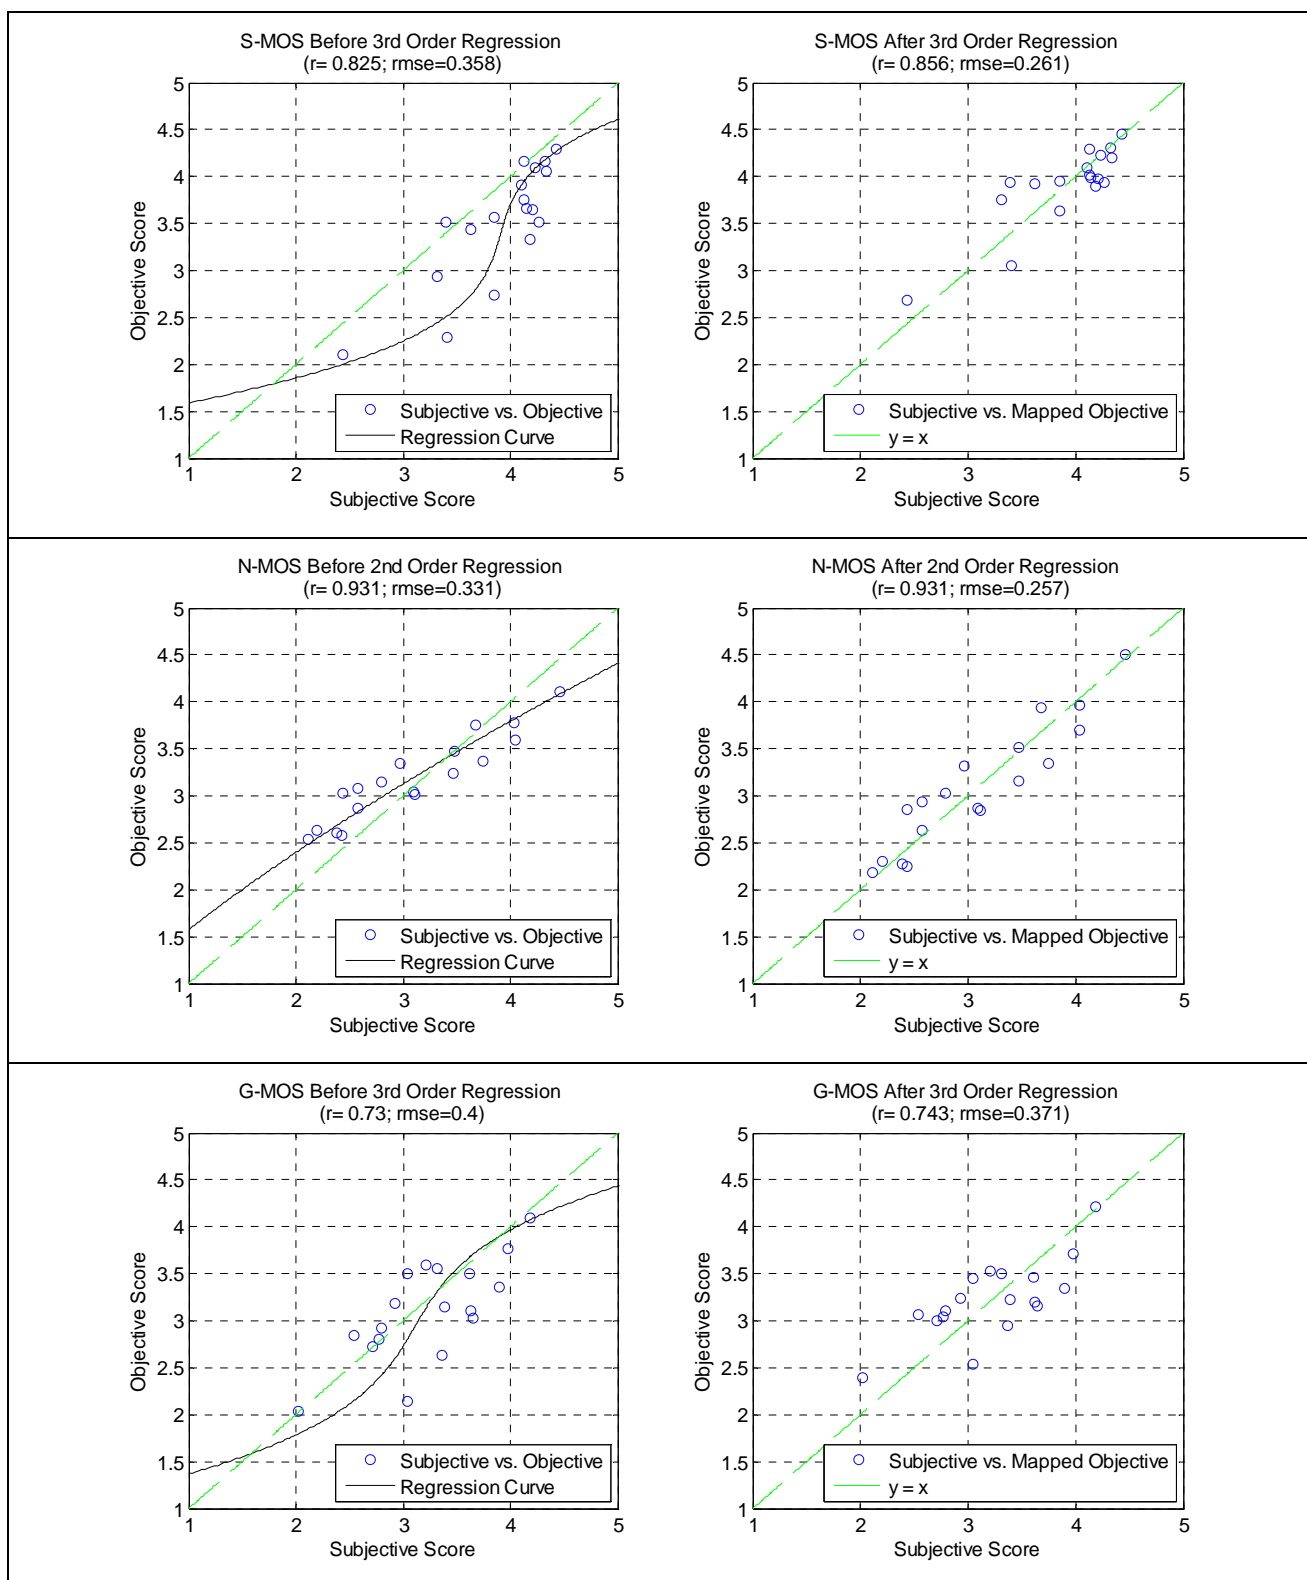 S-MOS Before 3rd Order Regression
(r= 0.825; rmse=0.358)
5
4.5
4
3.5
3
2.5
2
1.5
1
Objective Score
Subjective vs. Objective
Regression Curve
1 2 3 4 5
Subjective Score
S-MOS After 3rd Order Regression
(r= 0.856; rmse=0.261)
5
4.5
4
3.5
3
2.5
2
1.5
1
Objective Score
Subjective vs. Mapped Objective
y = x
1 2 3 4 5
Subjective Score
N-MOS Before 2nd Order Regression
(r= 0.931; rmse=0.331)
5
4.5
4
3.5
3
2.5
2
1.5
1
Objective Score
Subjective vs. Objective
Regression Curve
1 2 3 4 5
Subjective Score
N-MOS After 2nd Order Regression
(r= 0.931; rmse=0.257)
5
4.5
4
3.5
3
2.5
2
1.5
1
Objective Score
Subjective vs. Mapped Objective
y = x
1 2 3 4 5
Subjective Score
G-MOS Before 3rd Order Regression
(r= 0.73; rmse=0.4)
5
4.5
4
3.5
3
2.5
2
1.5
1
Objective Score
Subjective vs. Objective
Regression Curve
1 2 3 4 5
Subjective Score
G-MOS After 3rd Order Regression
(r= 0.743; rmse=0.371)
5
4.5
4
3.5
3
2.5
2
1.5
1
Objective Score
Subjective vs. Mapped Objective
y = x
1 2 3 4 5
Subjective Score